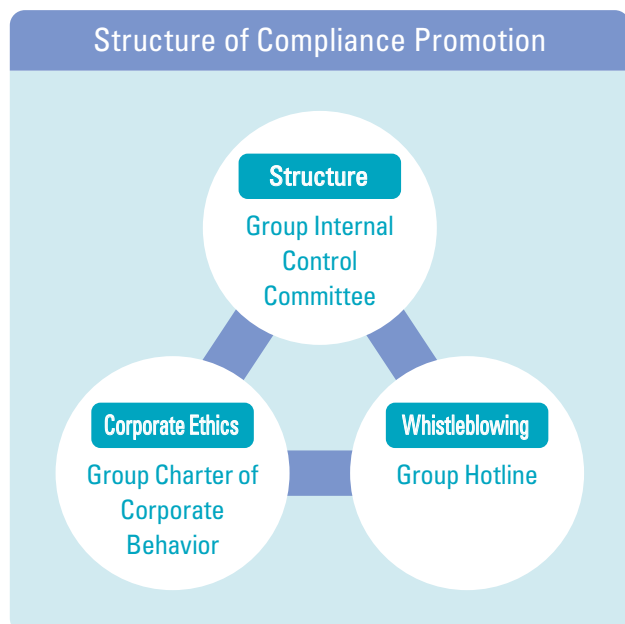 Structure of Compliance Promotion
Structure
Group Internal
Control
Committee
Corporate Ethics
Group Charter of
Corporate
Behavior
Whistleblowing
Group Hotline